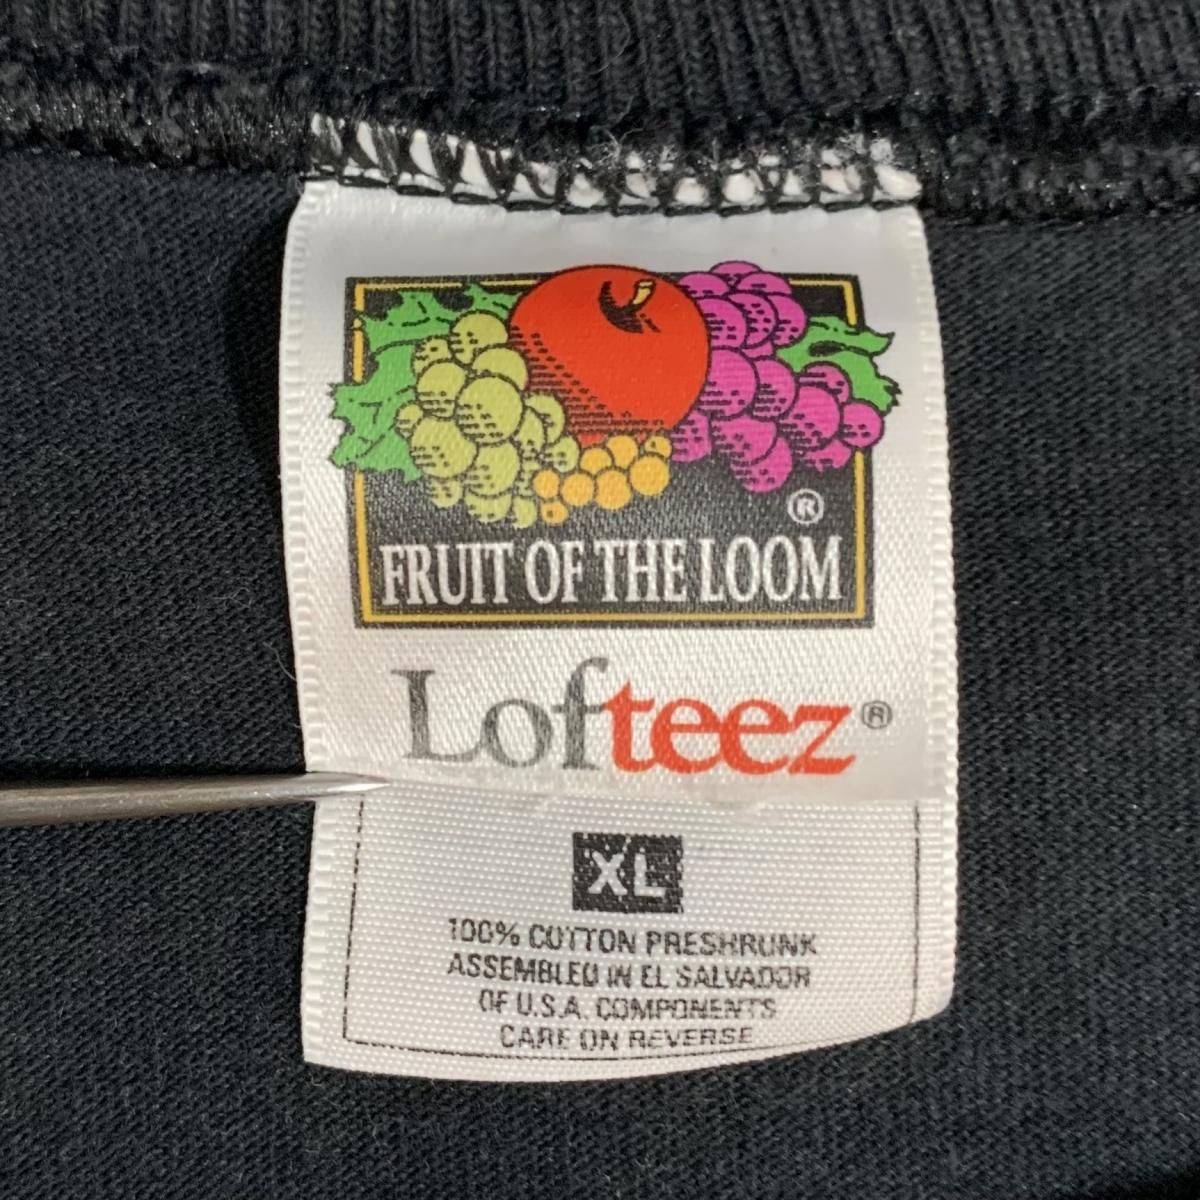 ®
FRUIT OF THE LOOM
Lofteez®
XL
100% COTTON PRESHRUNK
ASSEMBLED IN EL SALVADOR
OF U.S.A. COMPONENTS
CARE ON REVERSE